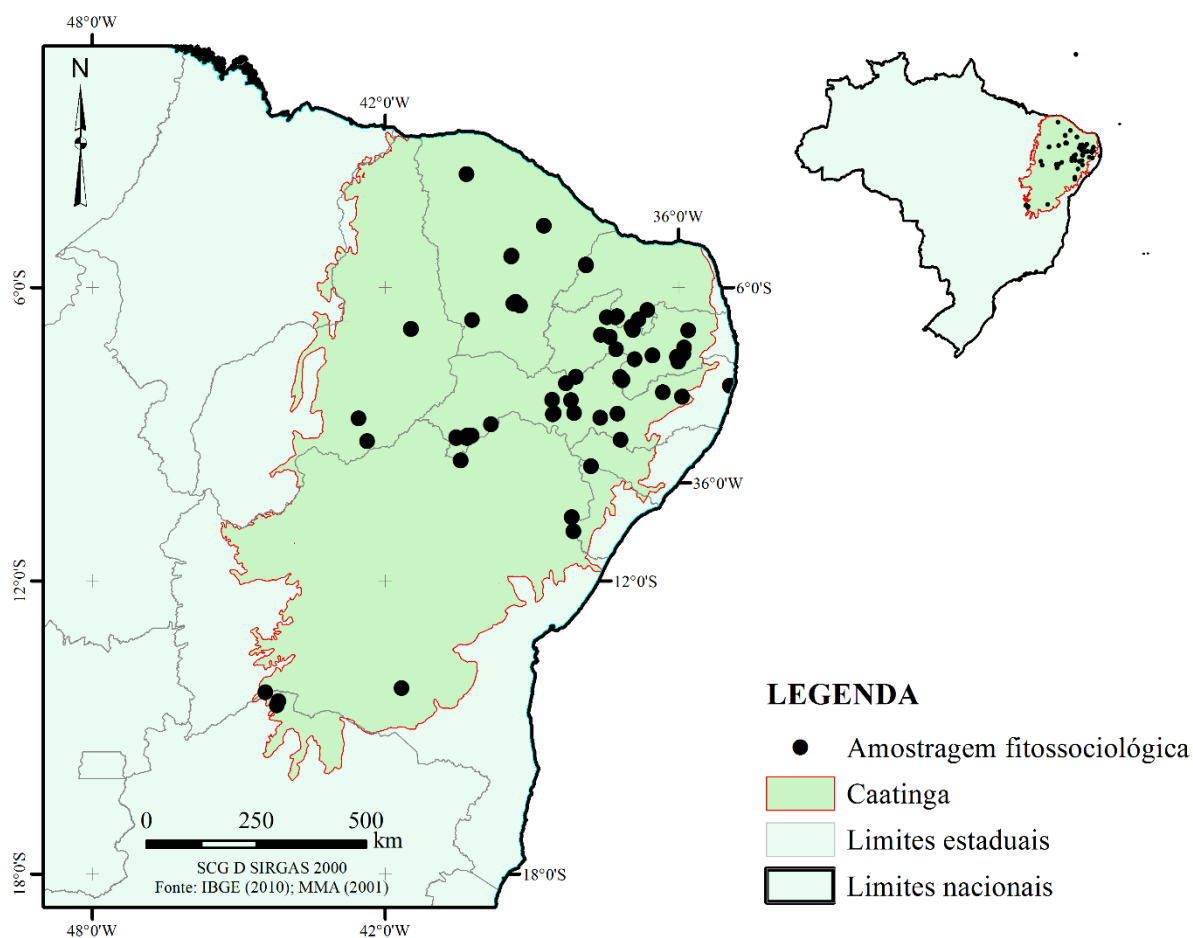 48°0'W
N
42°0'W
36°0'W
6°0'S
6°0'S
36°0'W
12°0'S
12°0'S
LEGENDA
Amostragem fitossociológica
Caatinga
Limites estaduais
Limites nacionais
0 250 500
km
SCG D SIRGAS 2000
Fonte: IBGE (2010); MMA (2001)
18°0'S
18°0'S
48°0'W
42°0'W